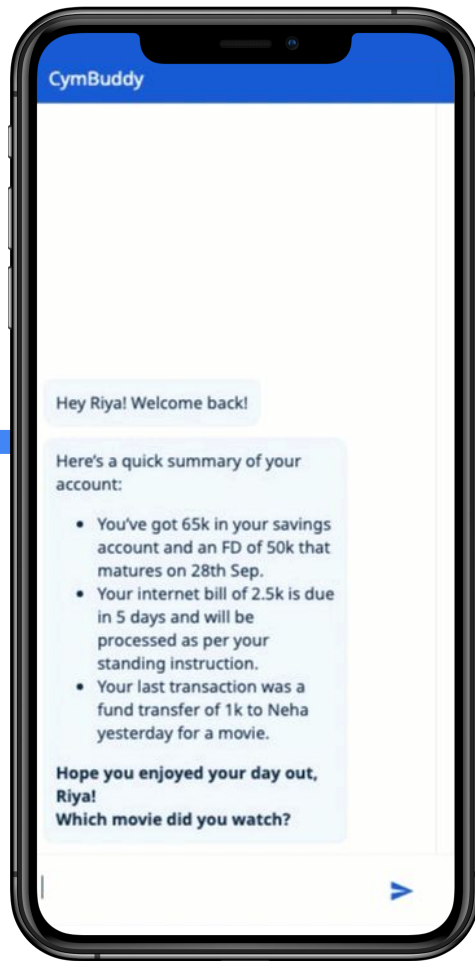 CymBuddy
Hey Riya! Welcome back!
Here's a quick summary of your
account:
• You've got 65k in your savings
account and an FD of 50k that
matures on 28th Sep.
• Your internet bill of 2.5k is due
in 5 days and will be
processed as per your
standing instruction.
• Your last transaction was a
fund transfer of 1k to Neha
yesterday for a movie.
Hope you enjoyed your day out,
Riya!
Which movie did you watch?